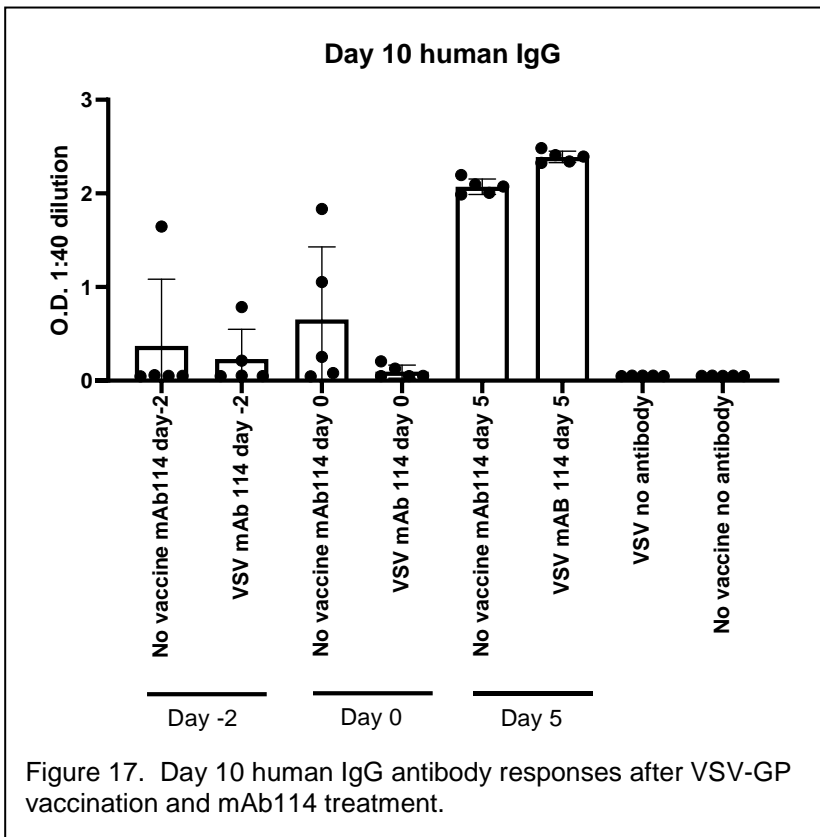 Day 10 human IgG
O.D. 1:40 dilution
3
2
1
0
No vaccine mAb114 day-2
VSV mAb 114 day -2
No vaccine mAb114 day 0
VSV mAb 114 day 0
No vaccine mAb114 day 5
VSV mAB 114 day 5
VSV no antibody
No vaccine no antibody
Day -2
Day 0
Day 5
Figure 17.  Day 10 human IgG antibody responses after VSV-GP
vaccination and mAb114 treatment.